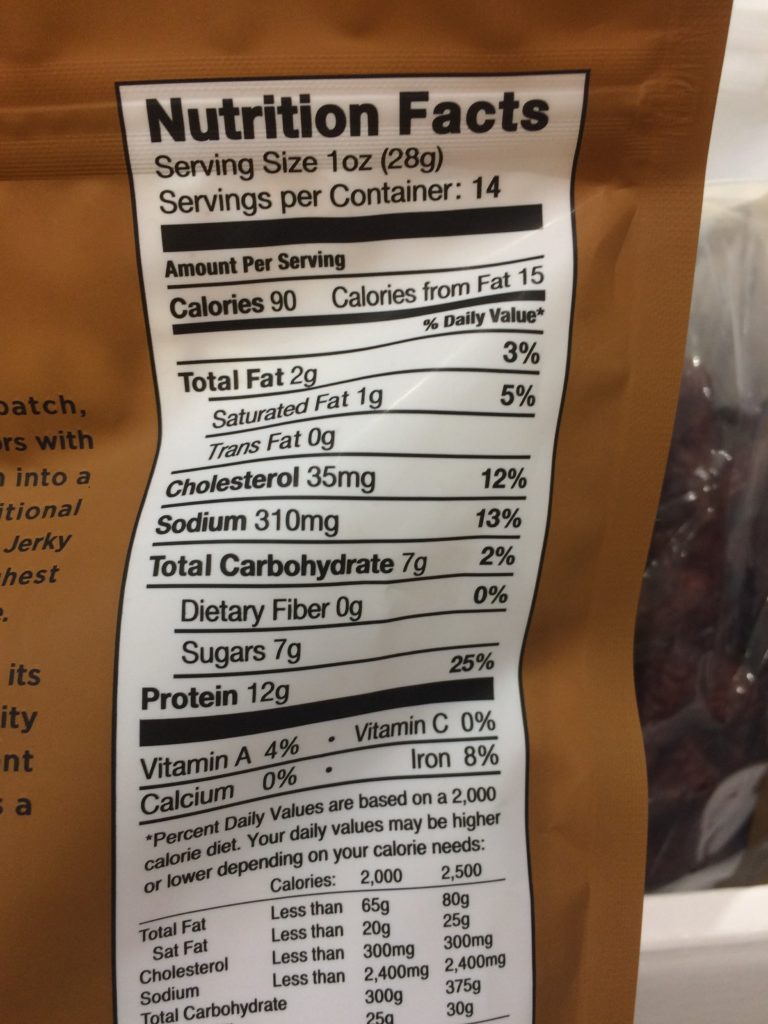 Nutrition Facts
Serving Size 1oz (28g)
Servings per Container: 14
Amount Per Serving
Calories 90 Calories from Fat 15
% Daily Value*
Total Fat 2g 3%
Saturated Fat 1g 5%
Trans Fat 0g
Cholesterol 35mg 12%
Sodium 310mg 13%
Total Carbohydrate 7g 2%
Dietary Fiber 0g 0%
Sugars 7g
Protein 12g 25%
Vitamin A 4% • Vitamin C 0%
Calcium 0% • Iron 8%
*Percent Daily Values are based on a 2,000
calorie diet. Your daily values may be higher
or lower depending on your calorie needs:
Calories: 2,000 2,500
Total Fat Less than 65g 80g
Sat Fat Less than 20g 25g
Cholesterol Less than 300mg 300mg
Sodium Less than 2,400mg 2,400mg
Total Carbohydrate 300g 375g
25g 30g
with
into a
Jerky
its
a